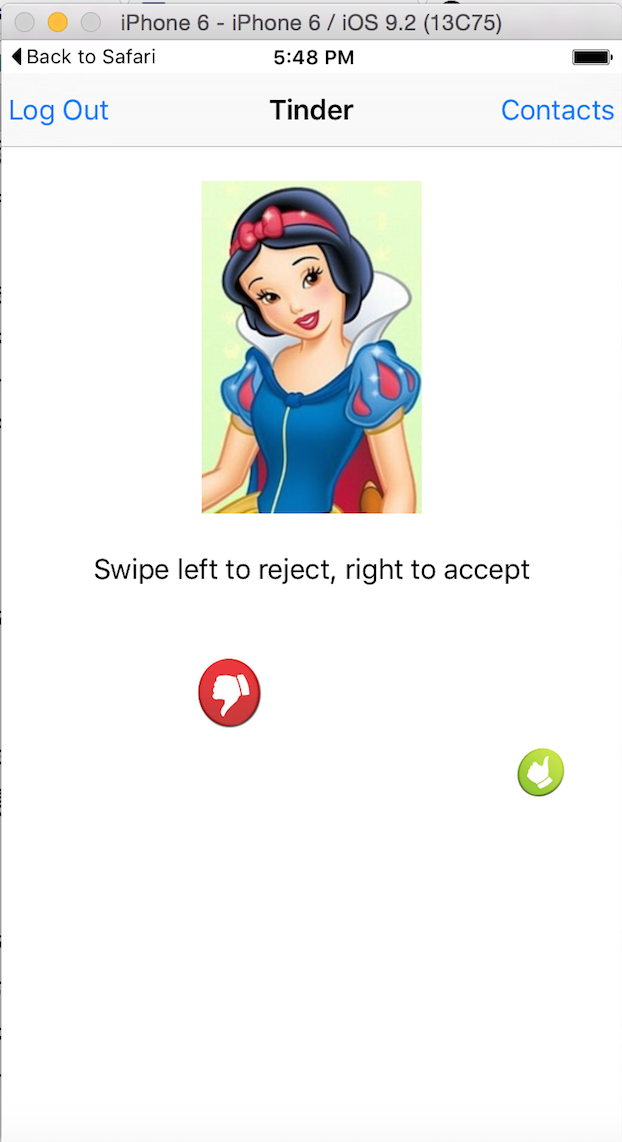 iPhone 6 - iPhone 6 / iOS 9.2 (13C75)
Back to Safari 5:48 PM
Log Out Tinder Contacts
Swipe left to reject, right to accept